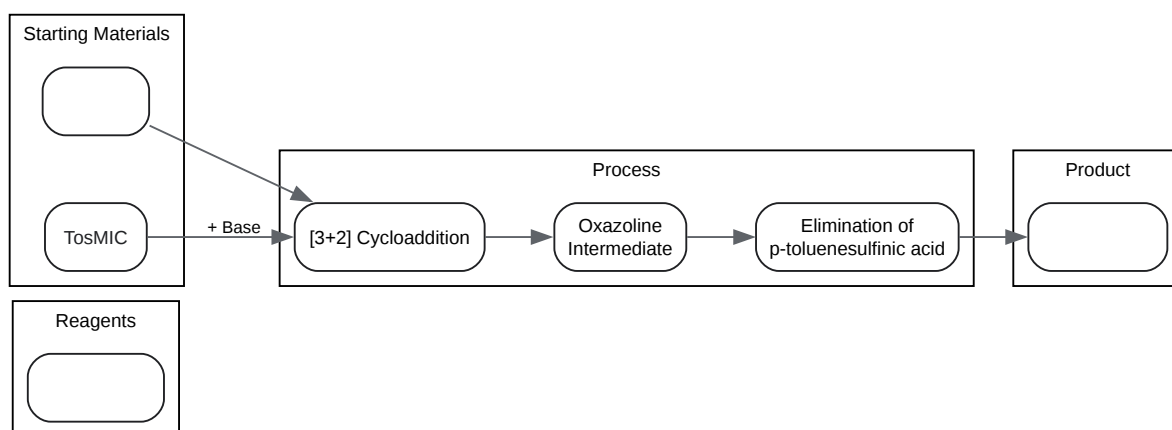 Starting Materials
TosMIC
+ Base
Process
[3+2] Cycloaddition
Oxazoline
Intermediate
Elimination of
p-toluenesulfinic acid
Product
Reagents